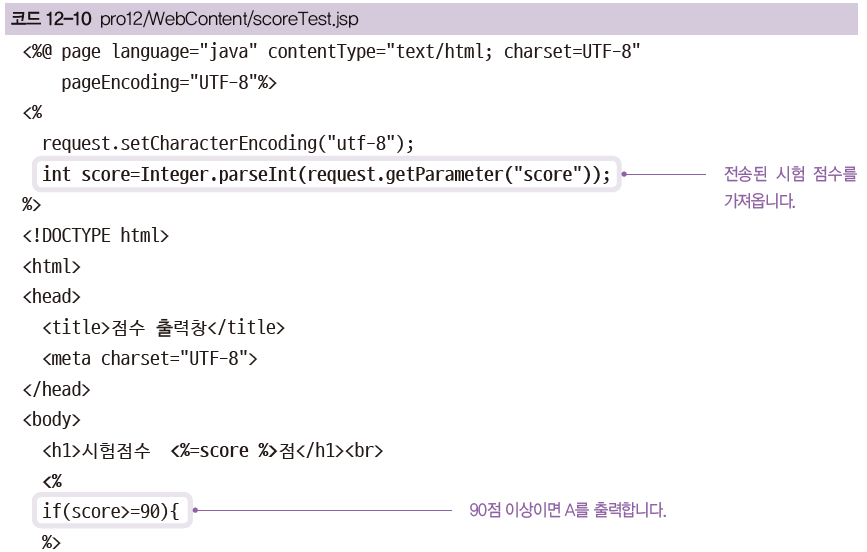 코드 12-10 pro12/WebContent/scoreTest.jsp
<%@ page language="java" contentType="text/html; charset=UTF-8"
    pageEncoding="UTF-8"%>
<%
  request.setCharacterEncoding("utf-8");
  int score=Integer.parseInt(request.getParameter("score"));
전송된 시험 점수를
가져옵니다.
%>
<!DOCTYPE html>
<html>
<head>
  <title>점수 출력창</title>
  <meta charset="UTF-8">
</head>
<body>
  <h1>시험점수  <%=score %>점</h1><br>
  <%
  if(score>=90){
90점 이상이면 A를 출력합니다.
  %>